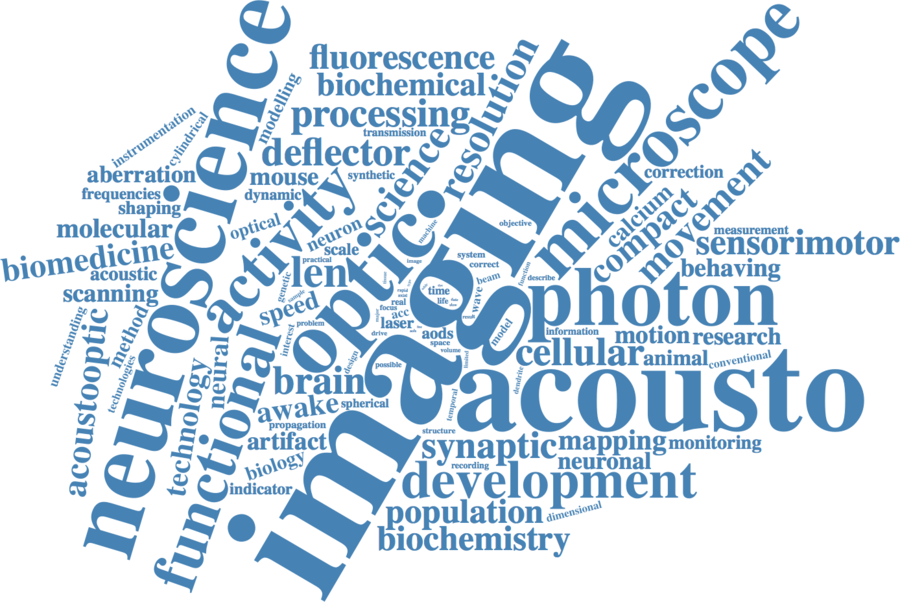 neuroscience
imaging
microscope
fluorescence
biochemical
processing
resolution
modelling
transmission
instrumentation
cylindrical
deflector
science
aberration
mouse
synthetic
correction
frequencies
dynamic
shaping
activity
optic
calcium
compact
movement
molecular
optical
neuron
machine
objective
measurement
sensorimotor
biomedicine
scale
practical
image
system
correct
function
describe
behaving
acoustic
len
genetic
sample
scanning
speed
real
time
life
beam
wave
photon
focus
acc
laser
result
method
interest
problem
drive
aods
space
volume
model
information
motion
research
understanding
acoustooptic
technologies
neural
functional
design
possible
limited
cellular
animal
conventional
brain
dendrite
acousto
technology
awake
spherical
temporal
propagation
artifact
structure
synaptic
mapping
monitoring
biology
recording
neuronal
indicator
development
population
dimensional
biochemistry